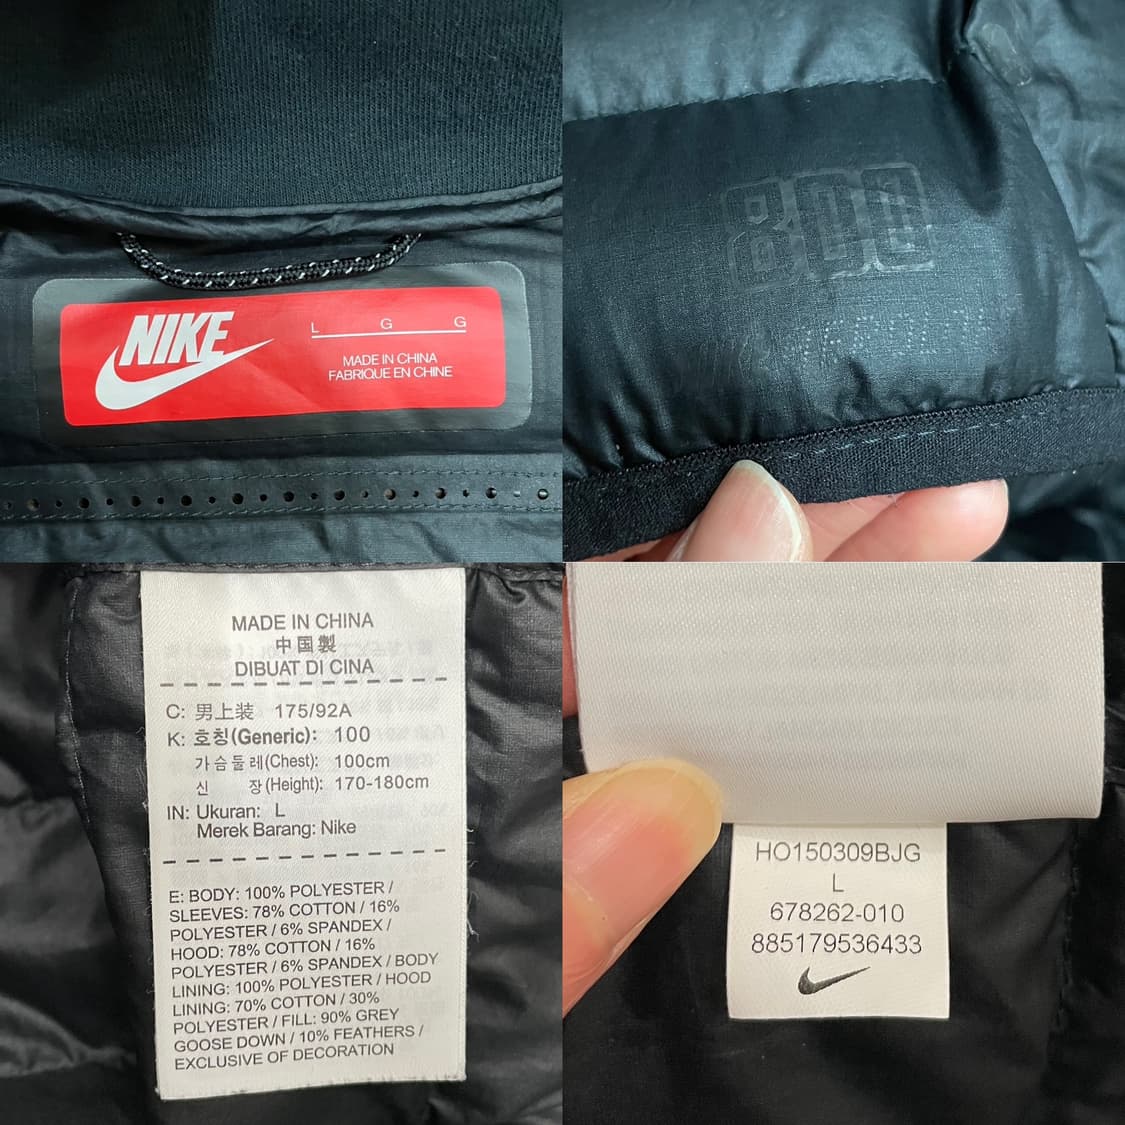 NIKE
L G G
MADE IN CHINA
FABRIQUE EN CHINE
MADE IN CHINA
中国製
DIBUAT DI CINA
C: 男上装 175/92A
K: 호칭(Generic): 100
가슴둘레(Chest): 100cm
신 장(Height): 170-180cm
IN: Ukuran: L
Merek Barang: Nike
E: BODY: 100% POLYESTER /
SLEEVES: 78% COTTON / 16%
POLYESTER / 6% SPANDEX /
HOOD: 78% COTTON / 16%
POLYESTER / 6% SPANDEX / BODY
LINING: 100% POLYESTER / HOOD
LINING: 70% COTTON / 30%
POLYESTER / FILL: 90% GREY
GOOSE DOWN / 10% FEATHERS /
EXCLUSIVE OF DECORATION
HO150309BJG
L
678262-010
885179536433